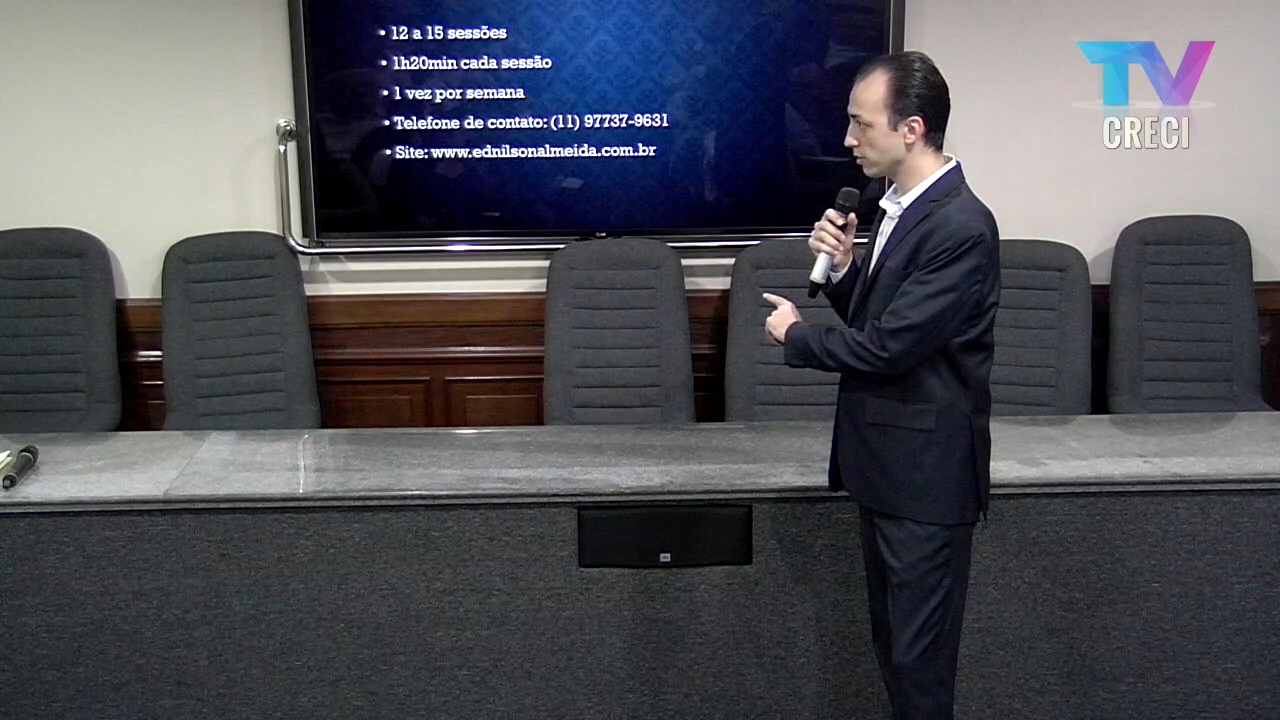 • 12 a 15 sessões
• 1h20min cada sessão
• 1 vez por semana
• Telefone de contato: (11) 97737-9631
• Site: www.ednilsonalmeida.com.br
TV
CRECI
JBL